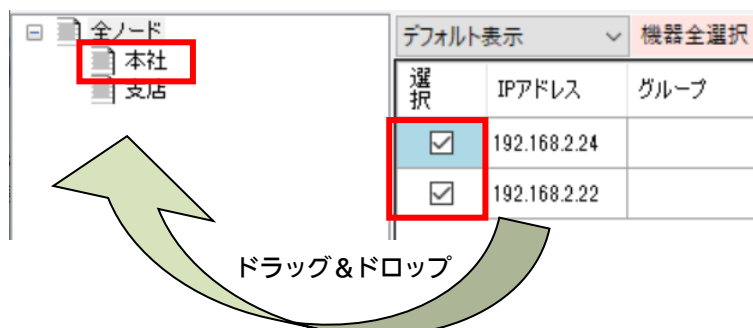 全ノード
本社
支店
デフォルト表示
機器全選択
選択
IPアドレス
グループ
192.168.2.24
192.168.2.22
ドラッグ&ドロップ